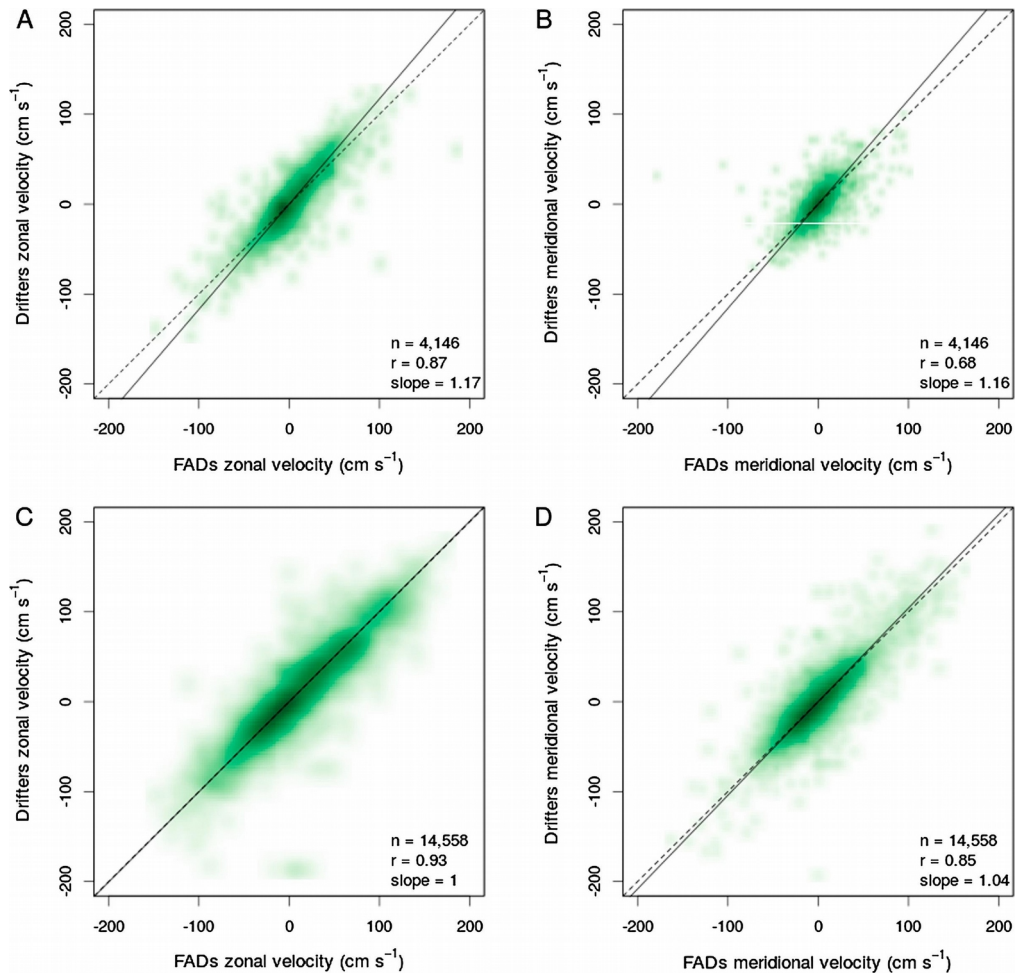 A
B
200
100
0
-100
-200
Drifters zonal velocity (cm s⁻¹)
n = 4,146
r = 0.87
slope = 1.17
-200 -100 0 100 200
FADs zonal velocity (cm s⁻¹)
200
100
0
-100
-200
Drifters meridional velocity (cm s⁻¹)
n = 4,146
r = 0.68
slope = 1.16
-200 -100 0 100 200
FADs meridional velocity (cm s⁻¹)
C
D
200
100
0
-100
-200
Drifters zonal velocity (cm s⁻¹)
n = 14,558
r = 0.93
slope = 1
-200 -100 0 100 200
FADs zonal velocity (cm s⁻¹)
200
100
0
-100
-200
Drifters meridional velocity (cm s⁻¹)
n = 14,558
r = 0.85
slope = 1.04
-200 -100 0 100 200
FADs meridional velocity (cm s⁻¹)